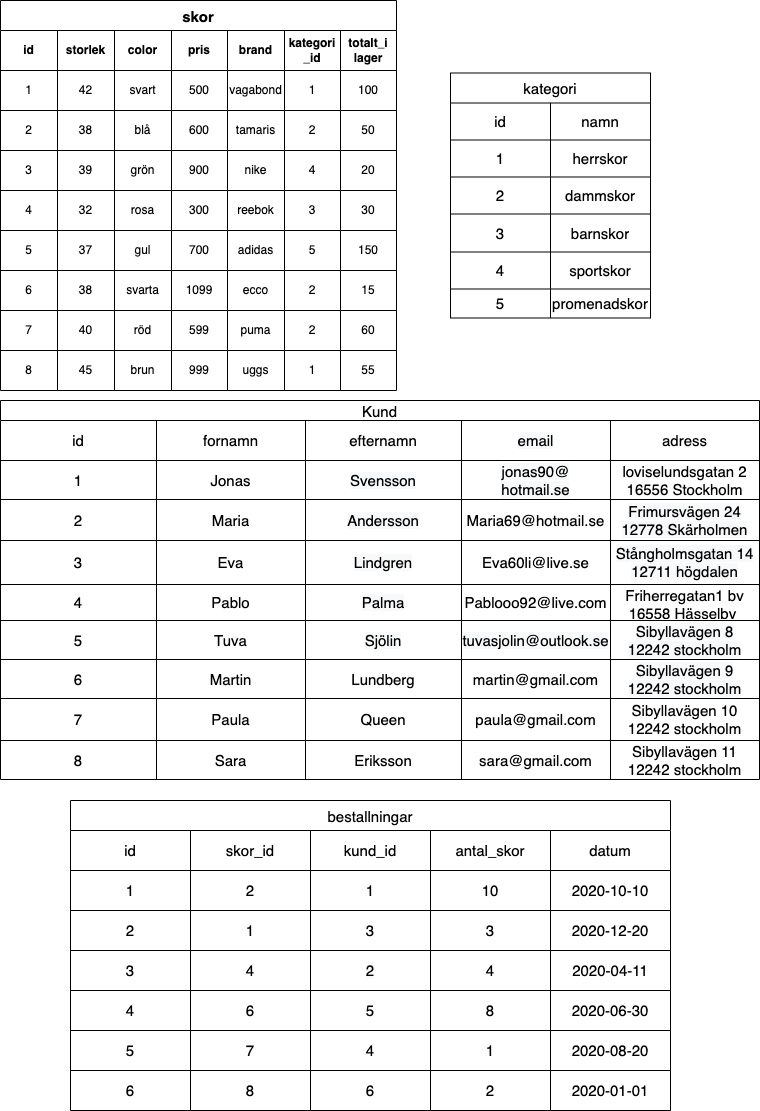 skor
id storlek color pris brand kategori_id totalt_i lager
1 42 svart 500 vagabond 1 100
2 38 blå 600 tamaris 2 50
3 39 grön 900 nike 4 20
4 32 rosa 300 reebok 3 30
5 37 gul 700 adidas 5 150
6 38 svarta 1099 ecco 2 15
7 40 röd 599 puma 2 60
8 45 brun 999 uggs 1 55
kategori
id namn
1 herrskor
2 dammskor
3 barnskor
4 sportskor
5 promenadskor
Kund
id fornamn efternamn email adress
1 Jonas Svensson jonas90@ hotmail.se loviselundsgatan 2 16556 Stockholm
2 Maria Andersson Maria69@hotmail.se Frimursvägen 24 12778 Skärholmen
3 Eva Lindgren Eva60li@live.se Stångholmsgatan 14 12711 högdalen
4 Pablo Palma Pablooo92@live.com Friherregatan1 bv 16558 Hässelby
5 Tuva Sjölin tuvasjolin@outlook.se Sibyllavägen 8 12242 stockholm
6 Martin Lundberg martin@gmail.com Sibyllavägen 9 12242 stockholm
7 Paula Queen paula@gmail.com Sibyllavägen 10 12242 stockholm
8 Sara Eriksson sara@gmail.com Sibyllavägen 11 12242 stockholm
bestallningar
id skor_id kund_id antal_skor datum
1 2 1 10 2020-10-10
2 1 3 3 2020-12-20
3 4 2 4 2020-04-11
4 6 5 8 2020-06-30
5 7 4 1 2020-08-20
6 8 6 2 2020-01-01